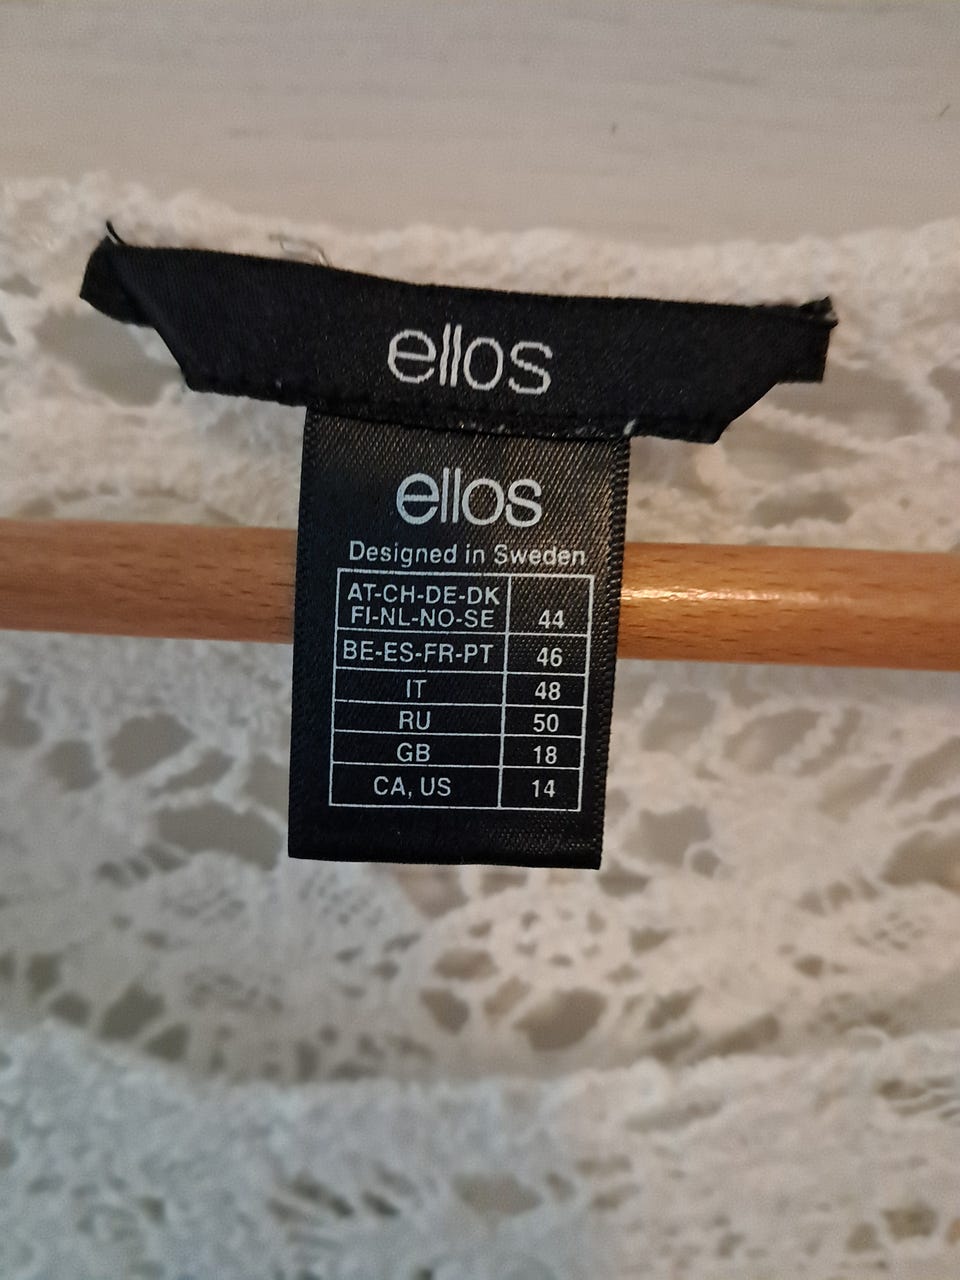 ellos
ellos
Designed in Sweden
AT-CH-DE-DK
FI-NL-NO-SE 44
BE-ES-FR-PT 46
IT 48
RU 50
GB 18
CA, US 14